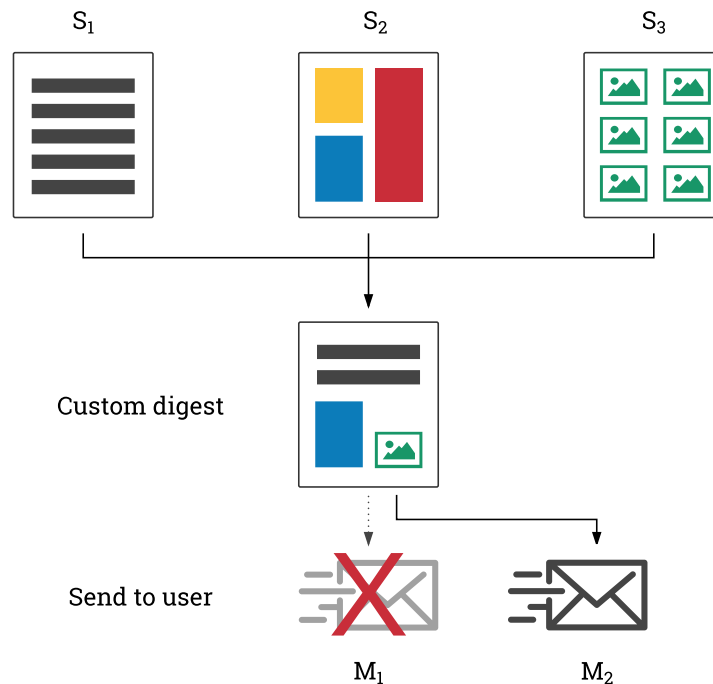 S₁
S₂
S₃
Custom digest
Send to user
M₁
M₂